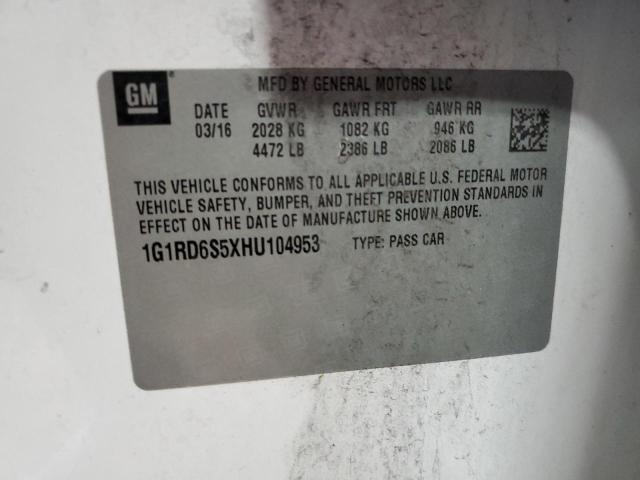 GM
MFD BY GENERAL MOTORS LLC
DATE GVWR GAWR FRT GAWR RR
03/16 2028 KG 1082 KG 946 KG
4472 LB 2386 LB 2086 LB
THIS VEHICLE CONFORMS TO ALL APPLICABLE U.S. FEDERAL MOTOR
VEHICLE SAFETY, BUMPER, AND THEFT PREVENTION STANDARDS IN
EFFECT ON THE DATE OF MANUFACTURE SHOWN ABOVE.
1G1RD6S5XHU104953 TYPE: PASS CAR